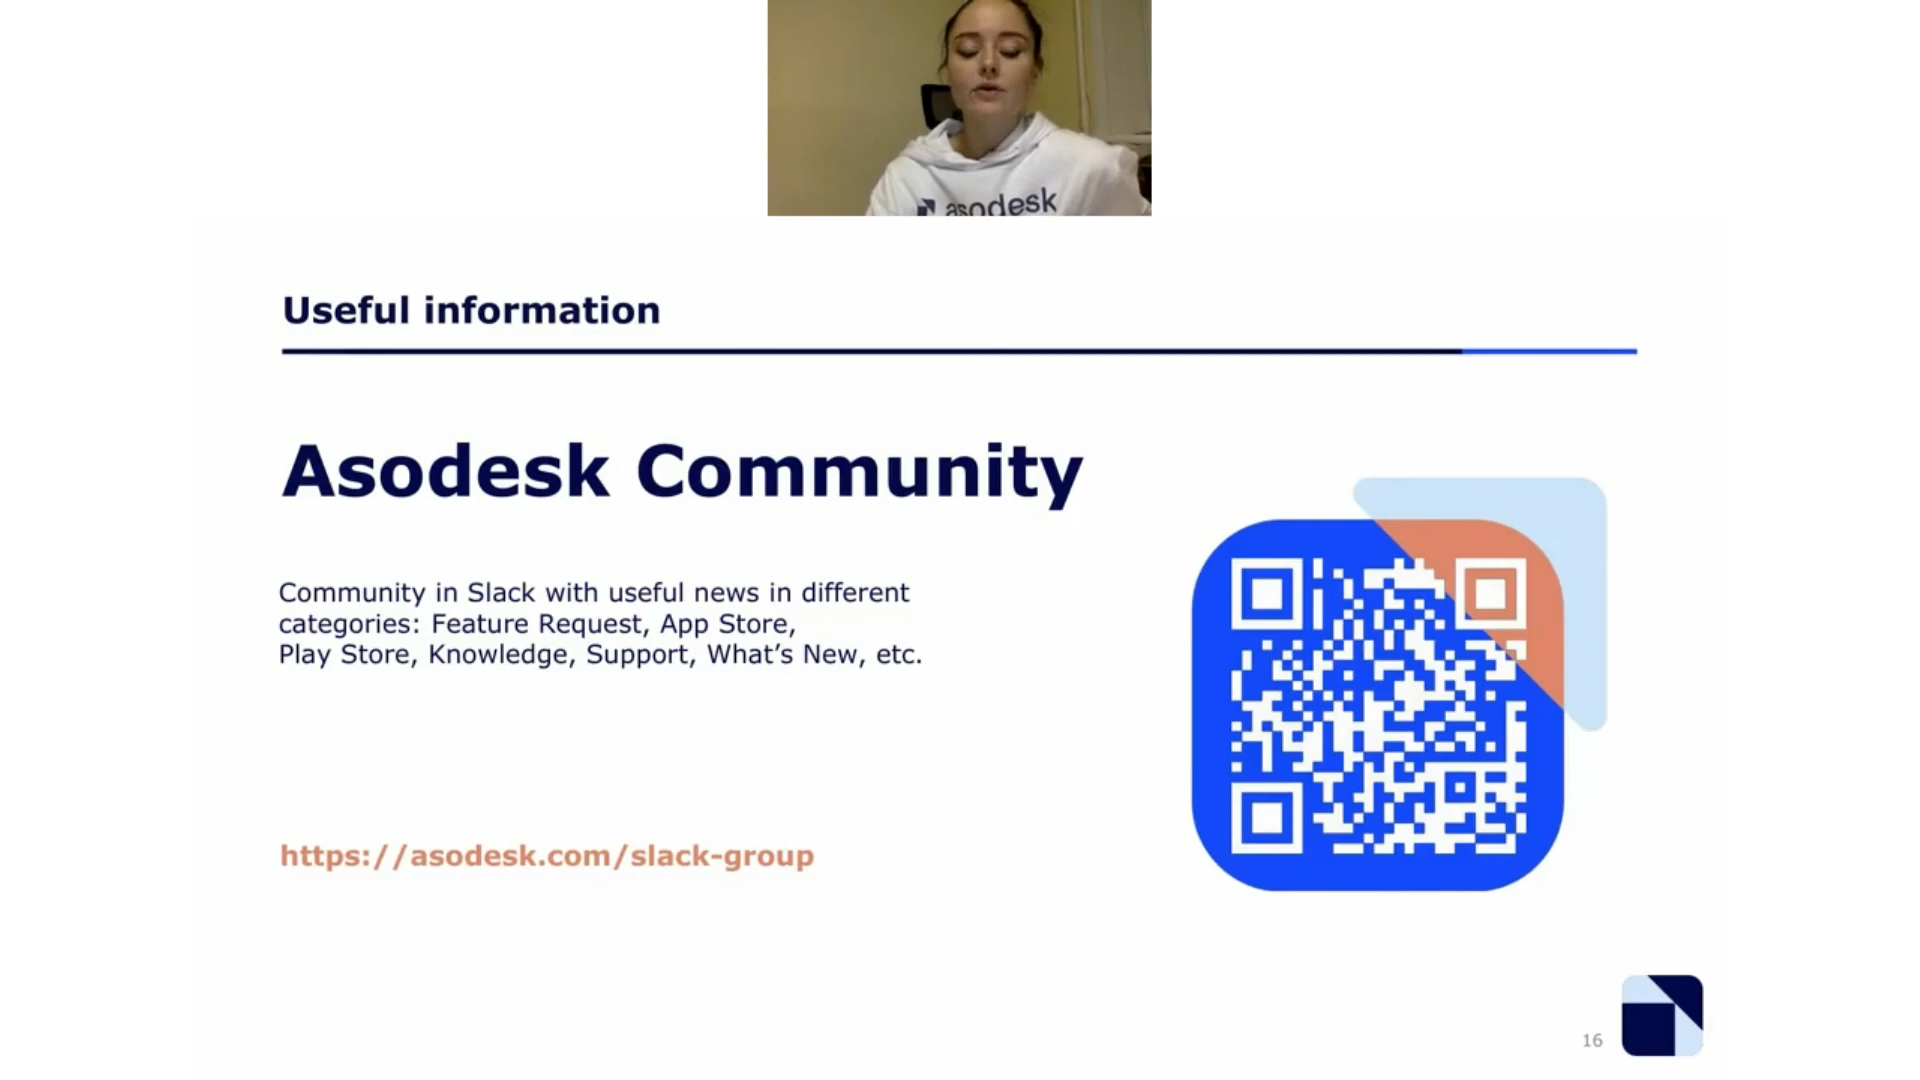 asodesk
Useful information
Asodesk Community
Community in Slack with useful news in different
categories: Feature Request, App Store,
Play Store, Knowledge, Support, What’s New, etc.
https://asodesk.com/slack-group
16